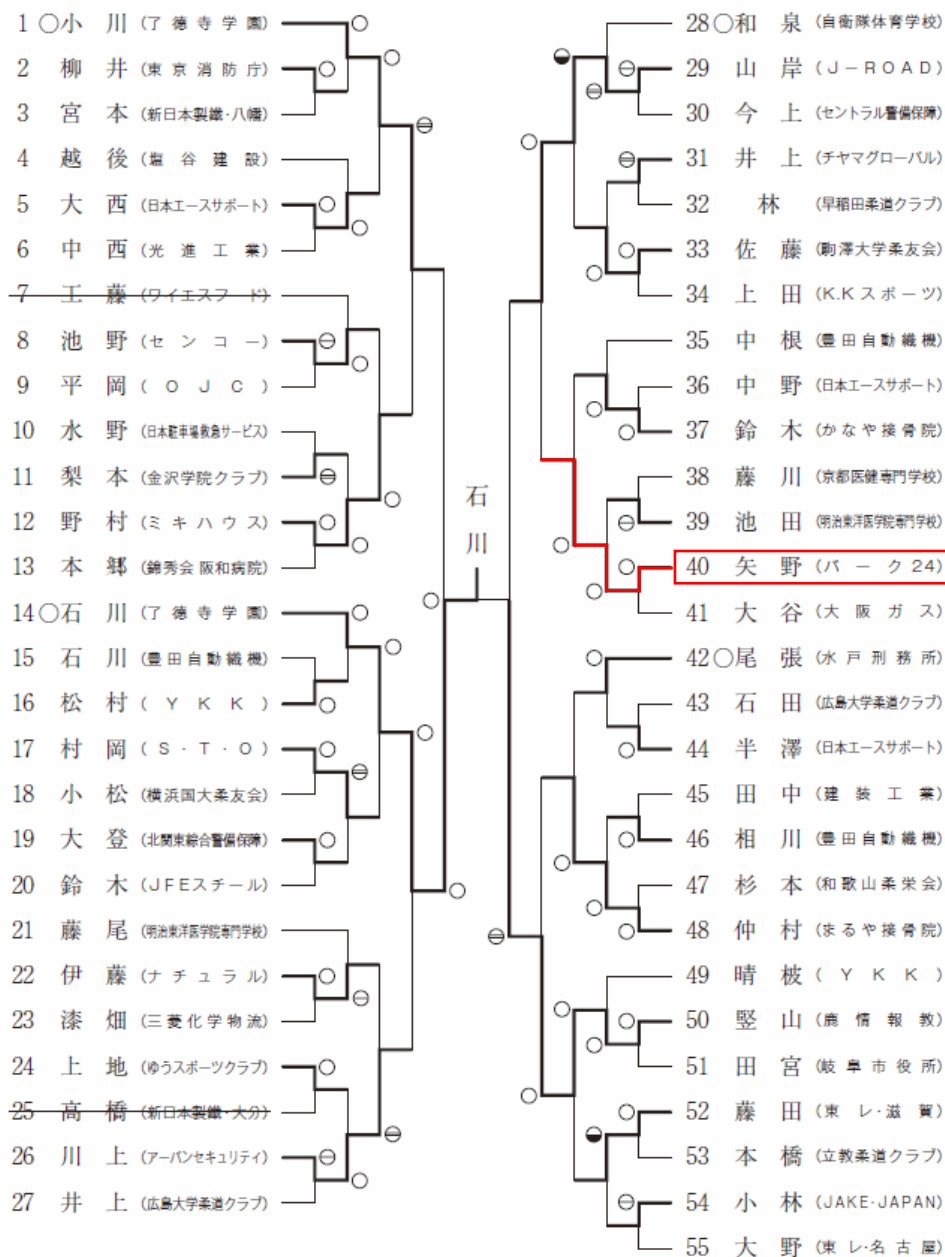 1 ○小川 (了德寺学園)
2 柳井 (東京消防庁)
3 宮本 (新日本製鐵・八幡)
4 越後 (塩谷建設)
5 大西 (日本エースサポート)
6 中西 (光進工業)
7 工藤 (ワイエスフード)
8 池野 (センコー)
9 平岡 (OJC)
10 水野 (日本駐車場救急サービス)
11 梨本 (金沢学院クラブ)
12 野村 (ミキハウス)
13 本郷 (錦秀会 阪和病院)
14 ○石川 (了德寺学園)
15 石川 (豊田自動織機)
16 松村 (YKK)
17 村岡 (S・T・O)
18 小松 (横浜国大柔友会)
19 大登 (北関東綜合警備保障)
20 鈴木 (JFEスチール)
21 藤尾 (明治東洋医学院専門学校)
22 伊藤 (ナチュラル)
23 漆畑 (三菱化学物流)
24 上地 (ゆうスポーツクラブ)
25 高橋 (新日本製鐵・大分)
26 川上 (アーバンセキュリティ)
27 井上 (広島大学柔道クラブ)
石川
28 ○和泉 (自衛隊体育学校)
29 山岸 (J-ROAD)
30 今上 (セントラル警備保障)
31 井上 (チヤマグローバル)
32 林 (早稲田柔道クラブ)
33 佐藤 (駒澤大学柔友会)
34 上田 (K.Kスポーツ)
35 中根 (豊田自動織機)
36 中野 (日本エースサポート)
37 鈴木 (かなや接骨院)
38 藤川 (京都医健専門学校)
39 池田 (明治東洋医学院専門学校)
40 矢野 (パーク24)
41 大谷 (大阪ガス)
42 ○尾張 (水戸刑務所)
43 石田 (広島大学柔道クラブ)
44 半澤 (日本エースサポート)
45 田中 (建装工業)
46 相川 (豊田自動織機)
47 杉本 (和歌山柔栄会)
48 仲村 (まるや接骨院)
49 晴柀 (YKK)
50 竪山 (鹿情報教)
51 田宮 (岐阜市役所)
52 藤田 (東レ・滋賀)
53 本橋 (立教柔道クラブ)
54 小林 (JAKE-JAPAN)
55 大野 (東レ・名古屋)